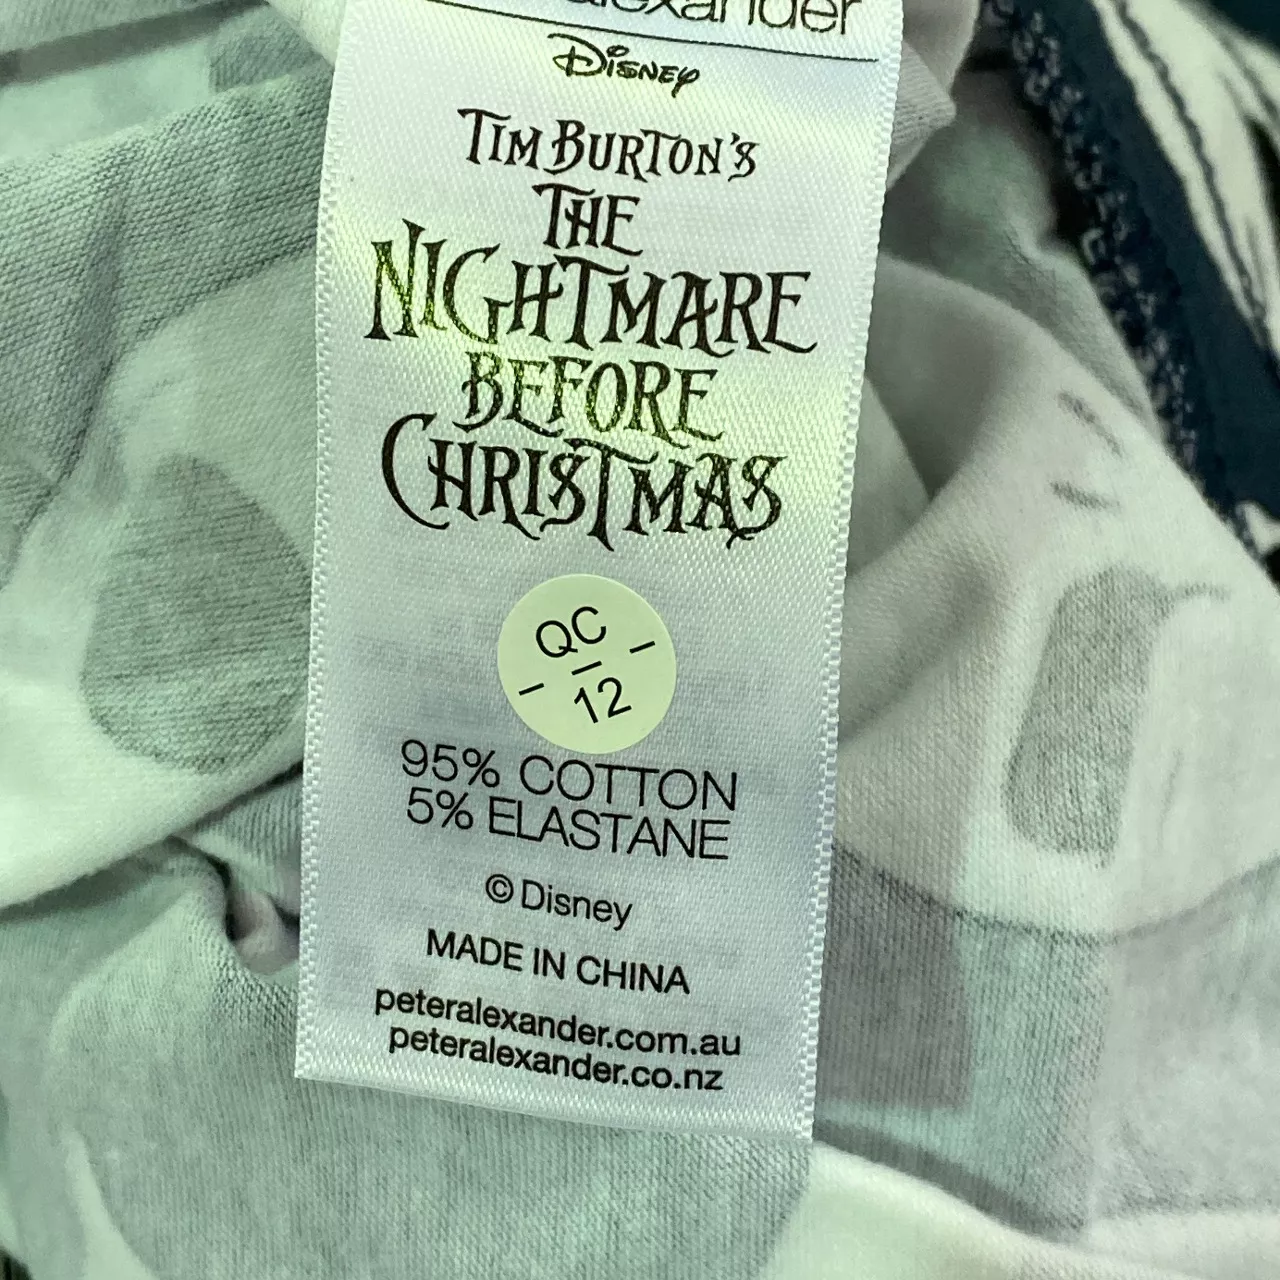 alexander
Disney
TIM BURTON'S
THE
NIGHTMARE
BEFORE
CHRISTMAS
QC
12
95% COTTON
5% ELASTANE
© Disney
MADE IN CHINA
peteralexander.com.au
peteralexander.co.nz